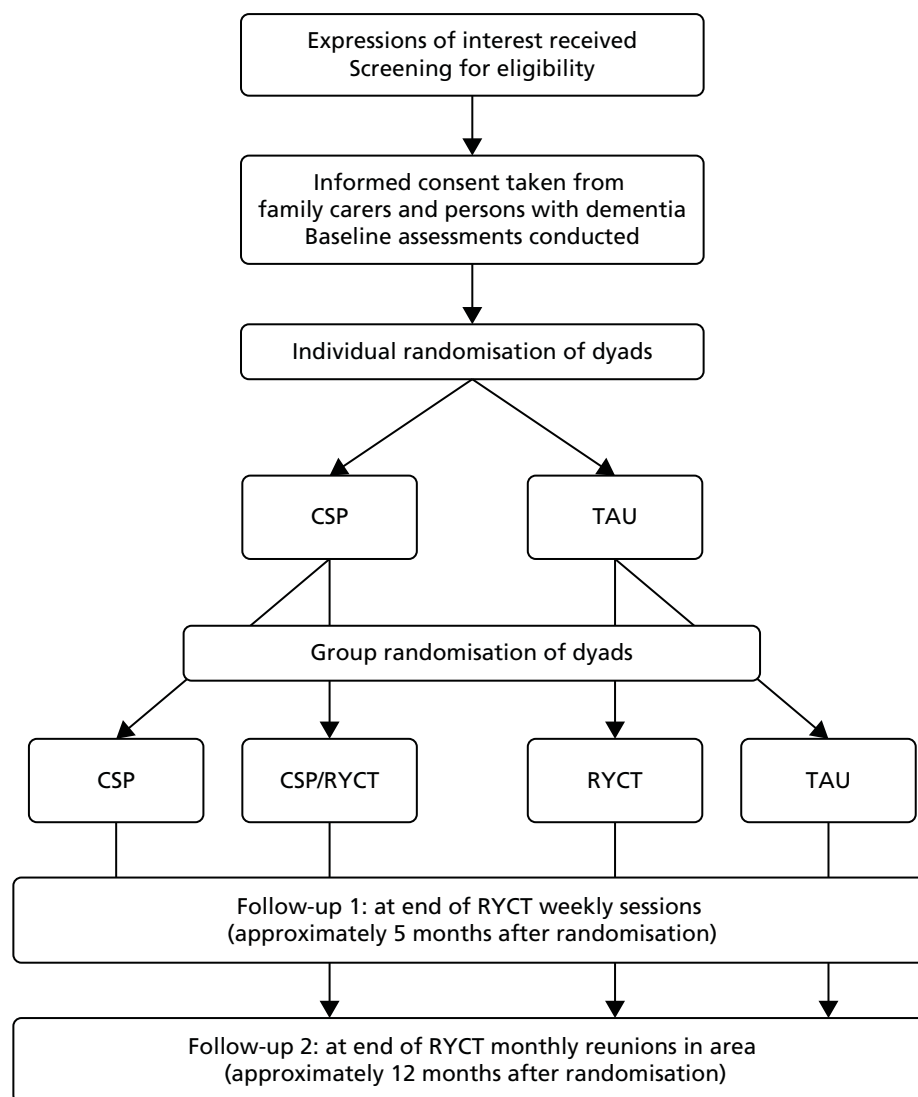 Expressions of interest received
Screening for eligibility
Informed consent taken from
family carers and persons with dementia
Baseline assessments conducted
Individual randomisation of dyads
CSP
TAU
Group randomisation of dyads
CSP
CSP/RYCT
RYCT
TAU
Follow-up 1: at end of RYCT weekly sessions
(approximately 5 months after randomisation)
Follow-up 2: at end of RYCT monthly reunions in area
(approximately 12 months after randomisation)